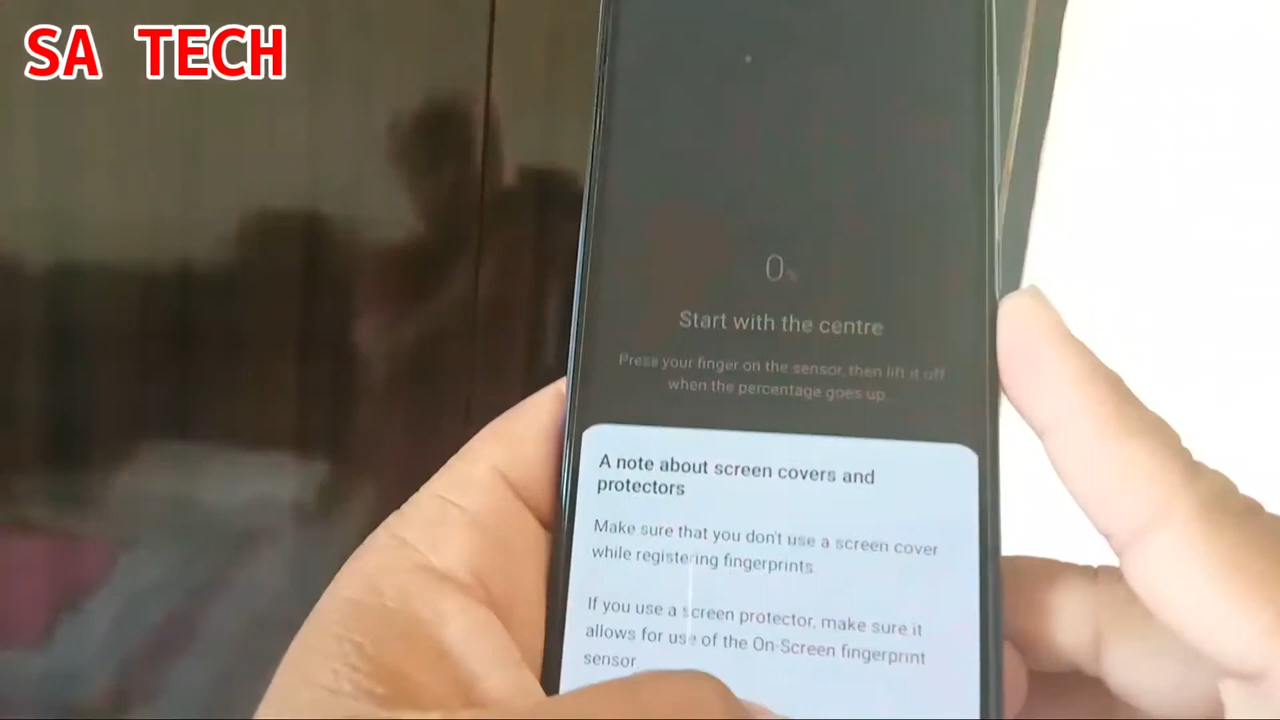 SA TECH
0%
Start with the centre
Press your finger on the sensor, then lift it off
when the percentage goes up.
A note about screen covers and
protectors
Make sure that you don't use a screen cover
while registering fingerprints.
If you use a screen protector, make sure it
allows for use of the On-Screen fingerprint
sensor.